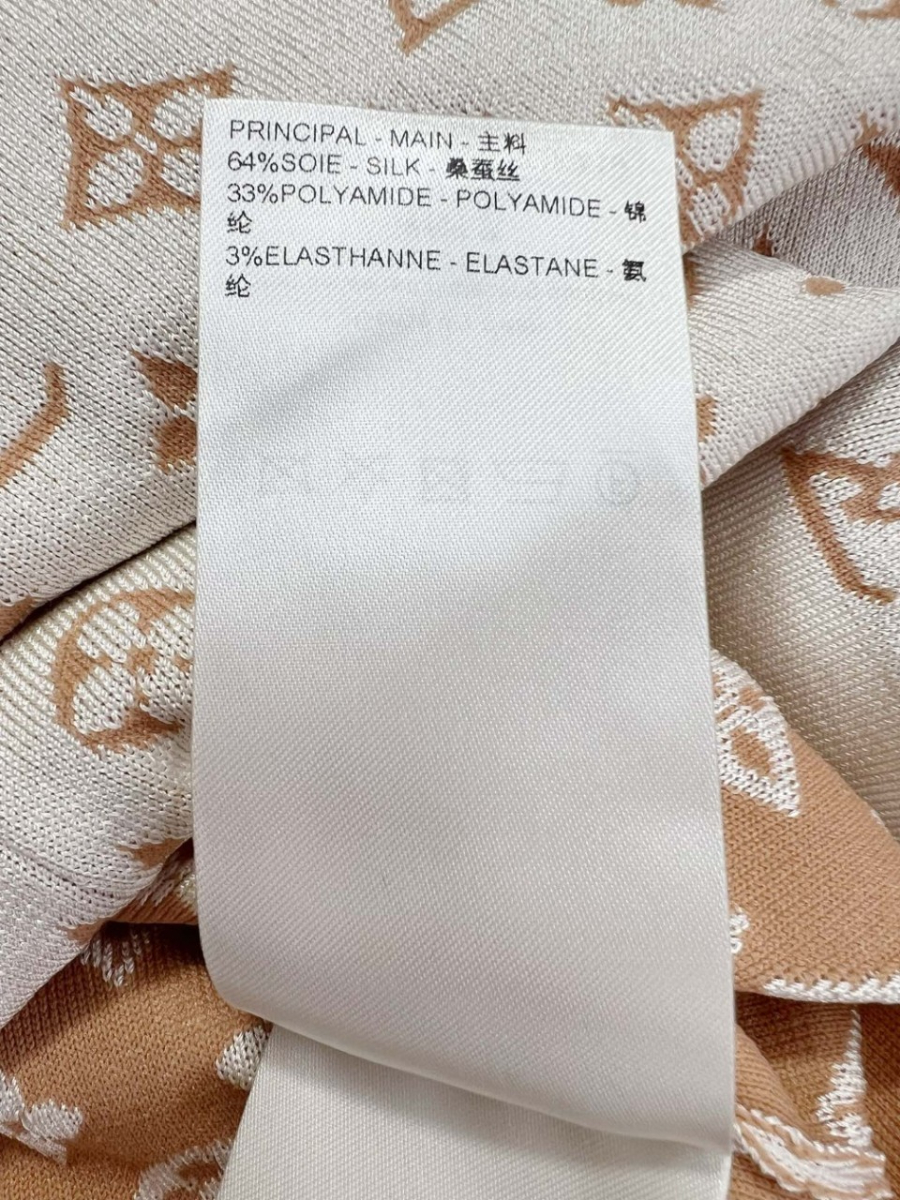 PRINCIPAL - MAIN - 主料
64%SOIE - SILK - 桑蚕丝
33%POLYAMIDE - POLYAMIDE - 锦
纶
3%ELASTHANNE - ELASTANE - 氨
纶